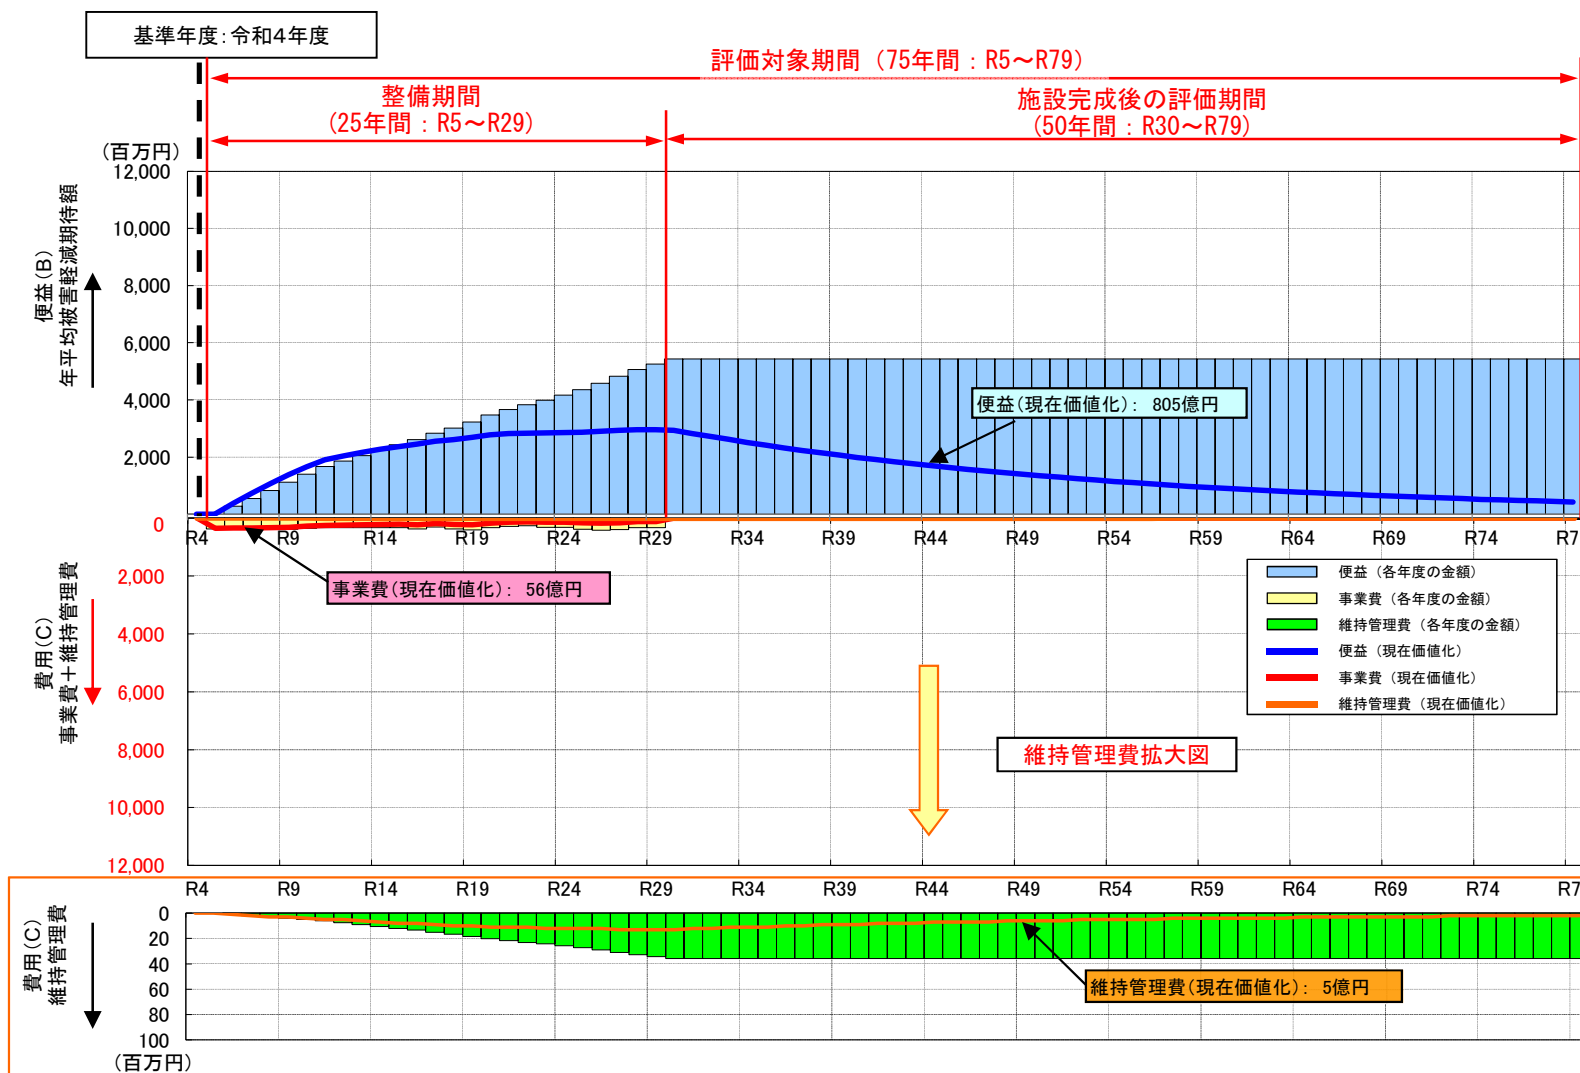 基準年度：令和4年度
評価対象期間（75年間：R5～R79）
整備期間
（25年間：R5～R29）
施設完成後の評価期間
（50年間：R30～R79）
（百万円）
便益（B）
年平均被害軽減期待額
12,000
10,000
8,000
6,000
4,000
2,000
0
便益（現在価値化）： 805億円
R4 R9 R14 R19 R24 R29 R34 R39 R44 R49 R54 R59 R64 R69 R74 R7
事業費（現在価値化）： 56億円
費用（C）
事業費＋維持管理費
2,000
4,000
6,000
8,000
10,000
12,000
便益（各年度の金額）
事業費（各年度の金額）
維持管理費（各年度の金額）
便益（現在価値化）
事業費（現在価値化）
維持管理費（現在価値化）
維持管理費拡大図
R4 R9 R14 R19 R24 R29 R34 R39 R44 R49 R54 R59 R64 R69 R74 R7
費用（C）
維持管理費
0
20
40
60
80
100
（百万円）
維持管理費（現在価値化）： 5億円